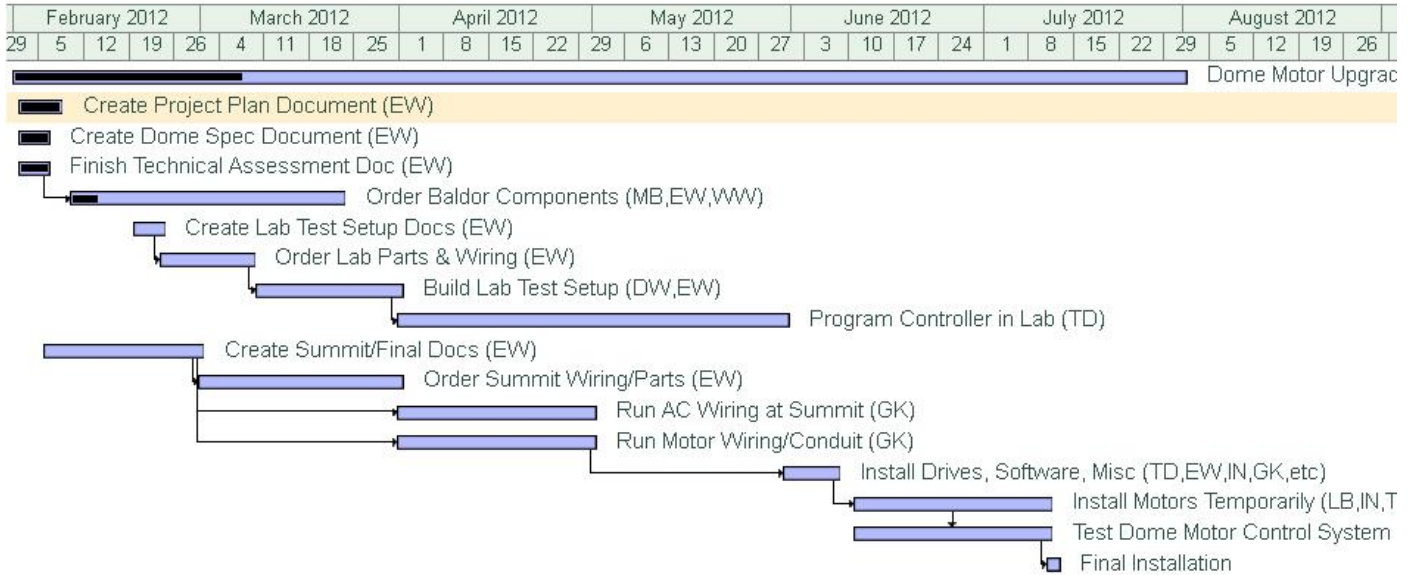 February 2012 March 2012 April 2012 May 2012 June 2012 July 2012 August 2012
29 5 12 19 26 4 11 18 25 1 8 15 22 29 6 13 20 27 3 10 17 24 1 8 15 22 29 5 12 19 26
Dome Motor Upgrad
Create Project Plan Document (EW)
Create Dome Spec Document (EW)
Finish Technical Assessment Doc (EW)
Order Baldor Components (MB,EW,WW)
Create Lab Test Setup Docs (EW)
Order Lab Parts & Wiring (EW)
Build Lab Test Setup (DW,EW)
Program Controller in Lab (TD)
Create Summit/Final Docs (EW)
Order Summit Wiring/Parts (EW)
Run AC Wiring at Summit (GK)
Run Motor Wiring/Conduit (GK)
Install Drives, Software, Misc (TD,EW,IN,GK,etc)
Install Motors Temporarily (LB,IN,T
Test Dome Motor Control System
Final Installation